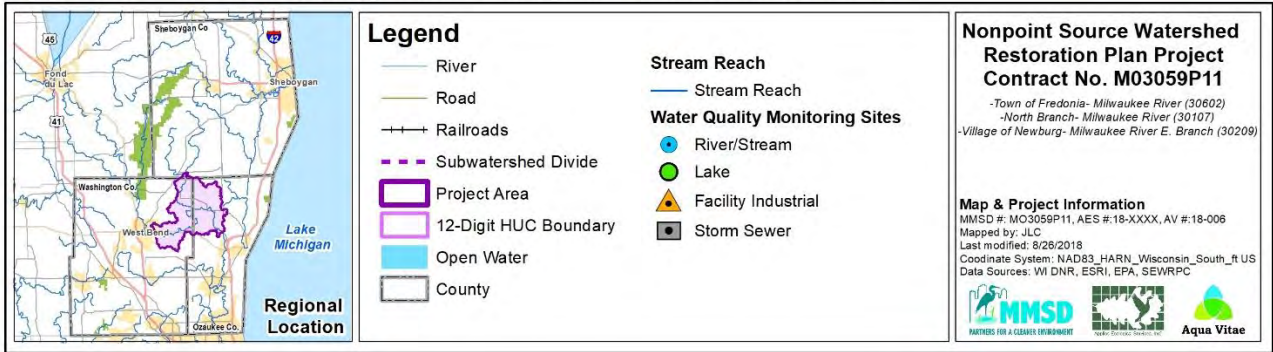 Sheboygan Co
45
42
Fond
du Lac
Sheboygan
41
Washington Co.
West Bend
Lake
Michigan
Ozaukee Co.
Regional
Location
Legend
River
Road
Railroads
Subwatershed Divide
Project Area
12-Digit HUC Boundary
Open Water
County
Stream Reach
Stream Reach
Water Quality Monitoring Sites
River/Stream
Lake
Facility Industrial
Storm Sewer
Nonpoint Source Watershed
Restoration Plan Project
Contract No. M03059P11
-Town of Fredonia- Milwaukee River (30602)
-North Branch- Milwaukee River (30107)
-Village of Newburg- Milwaukee River E. Branch (30209)
Map & Project Information
MMSD #: MO3059P11, AES #:18-XXXX, AV #:18-006
Mapped by: JLC
Last modified: 8/26/2018
Coodinate System: NAD83_HARN_Wisconsin_South_ft US
Data Sources: WI DNR, ESRI, EPA, SEWRPC
MMSD
PARTNERS FOR A CLEANER ENVIRONMENT
Applied Ecological Services, Inc.
Aqua Vitae